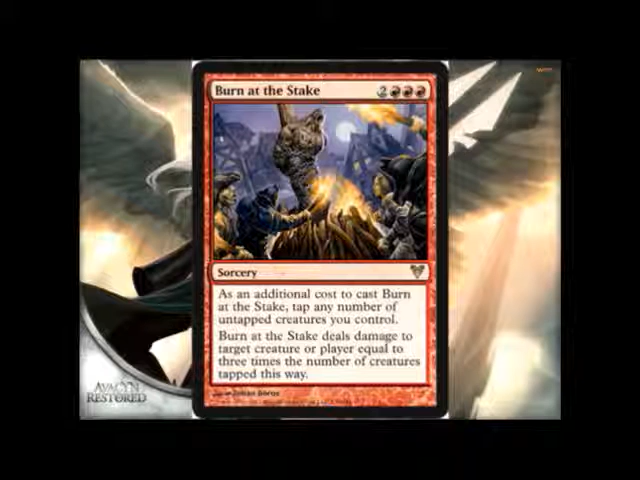 Burn at the Stake
2
Sorcery
As an additional cost to cast Burn
at the Stake, tap any number of
untapped creatures you control.
Burn at the Stake deals damage to
target creature or player equal to
three times the number of creatures
tapped this way.
AVACYN
RESTORED